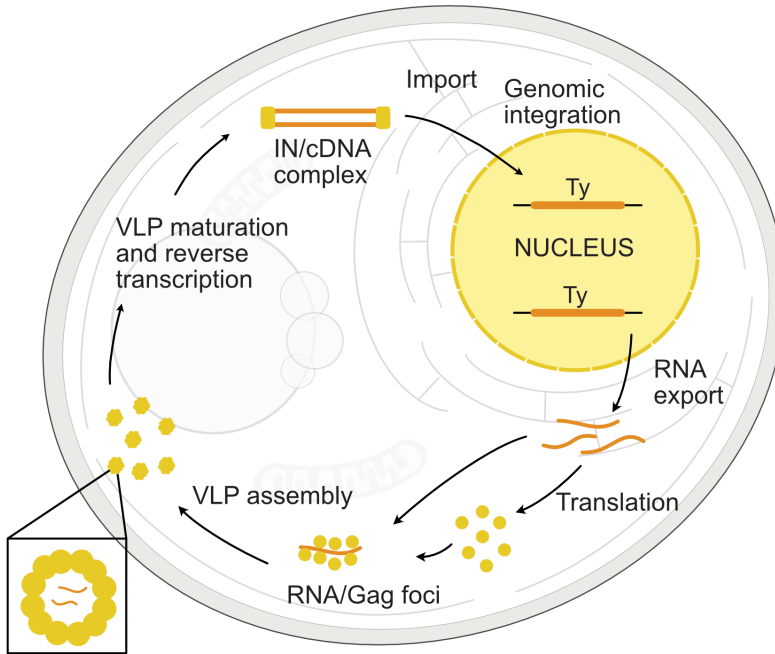 Import
Genomic
integration
IN/cDNA
complex
Ty
NUCLEUS
Ty
VLP maturation
and reverse
transcription
RNA
export
Translation
VLP assembly
RNA/Gag foci